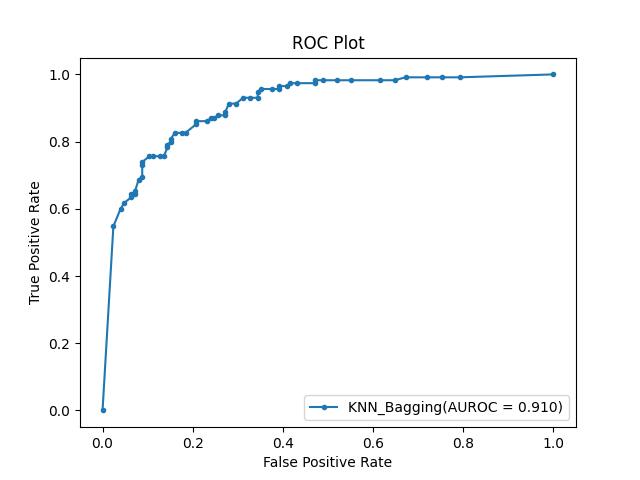 ROC Plot
1.0
0.8
0.6
0.4
0.2
0.0
True Positive Rate
KNN_Bagging(AUROC = 0.910)
0.0 0.2 0.4 0.6 0.8 1.0
False Positive Rate